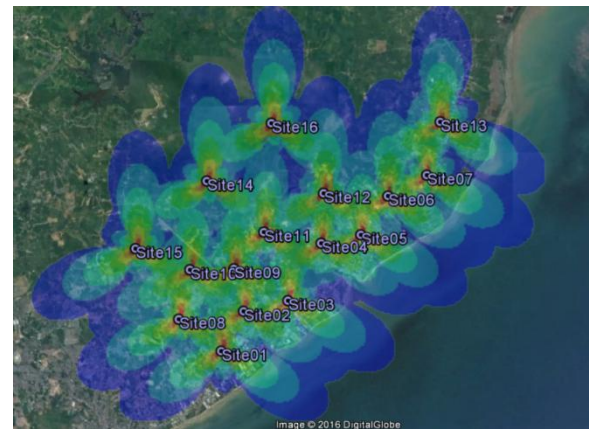 Site16
Site13
Site14
Site07
Site12
Site06
Site11
Site05
Site04
Site15
Site10
Site09
Site03
Site02
Site08
Site01
Image © 2016 DigitalGlobe